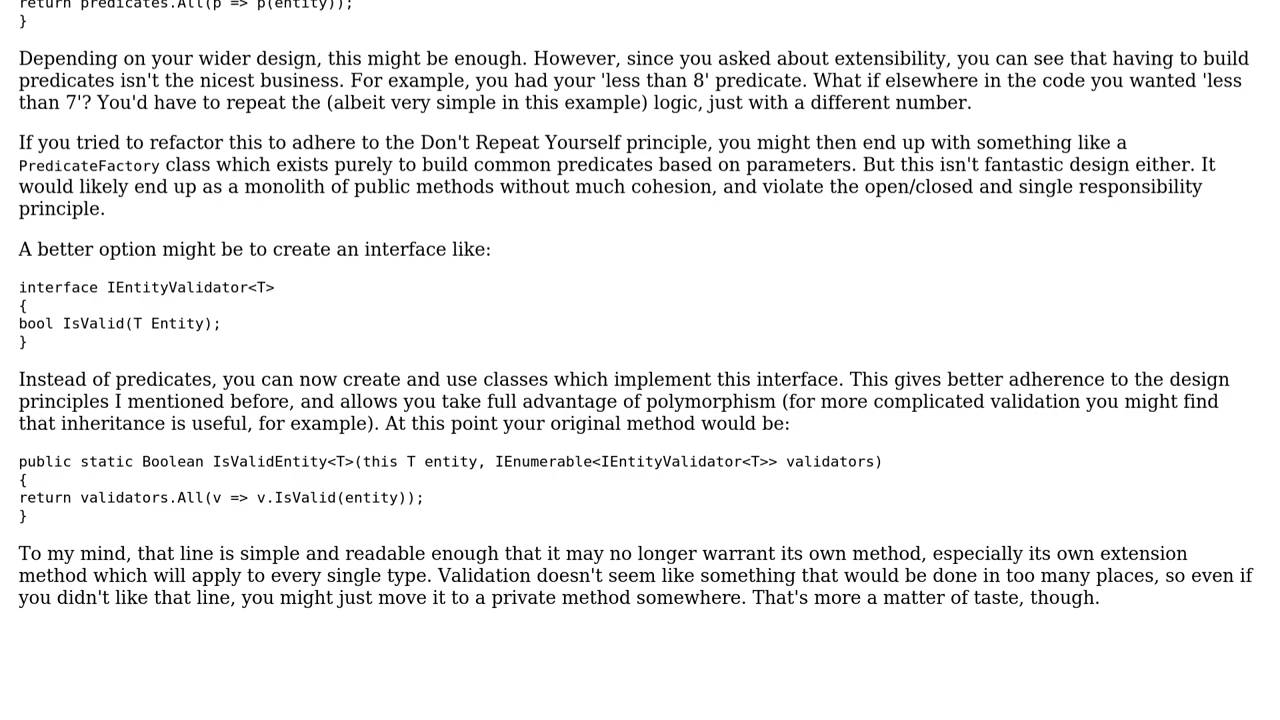 return predicates.All(p => p(entity));
}
Depending on your wider design, this might be enough. However, since you asked about extensibility, you can see that having to build
predicates isn't the nicest business. For example, you had your 'less than 8' predicate. What if elsewhere in the code you wanted 'less
than 7'? You'd have to repeat the (albeit very simple in this example) logic, just with a different number.
If you tried to refactor this to adhere to the Don't Repeat Yourself principle, you might then end up with something like a
PredicateFactory class which exists purely to build common predicates based on parameters. But this isn't fantastic design either. It
would likely end up as a monolith of public methods without much cohesion, and violate the open/closed and single responsibility
principle.
A better option might be to create an interface like:
interface IEntityValidator<T>
{
bool IsValid(T Entity);
}
Instead of predicates, you can now create and use classes which implement this interface. This gives better adherence to the design
principles I mentioned before, and allows you take full advantage of polymorphism (for more complicated validation you might find
that inheritance is useful, for example). At this point your original method would be:
public static Boolean IsValidEntity<T>(this T entity, IEnumerable<IEntityValidator<T>> validators)
{
return validators.All(v => v.IsValid(entity));
}
To my mind, that line is simple and readable enough that it may no longer warrant its own method, especially its own extension
method which will apply to every single type. Validation doesn't seem like something that would be done in too many places, so even if
you didn't like that line, you might just move it to a private method somewhere. That's more a matter of taste, though.